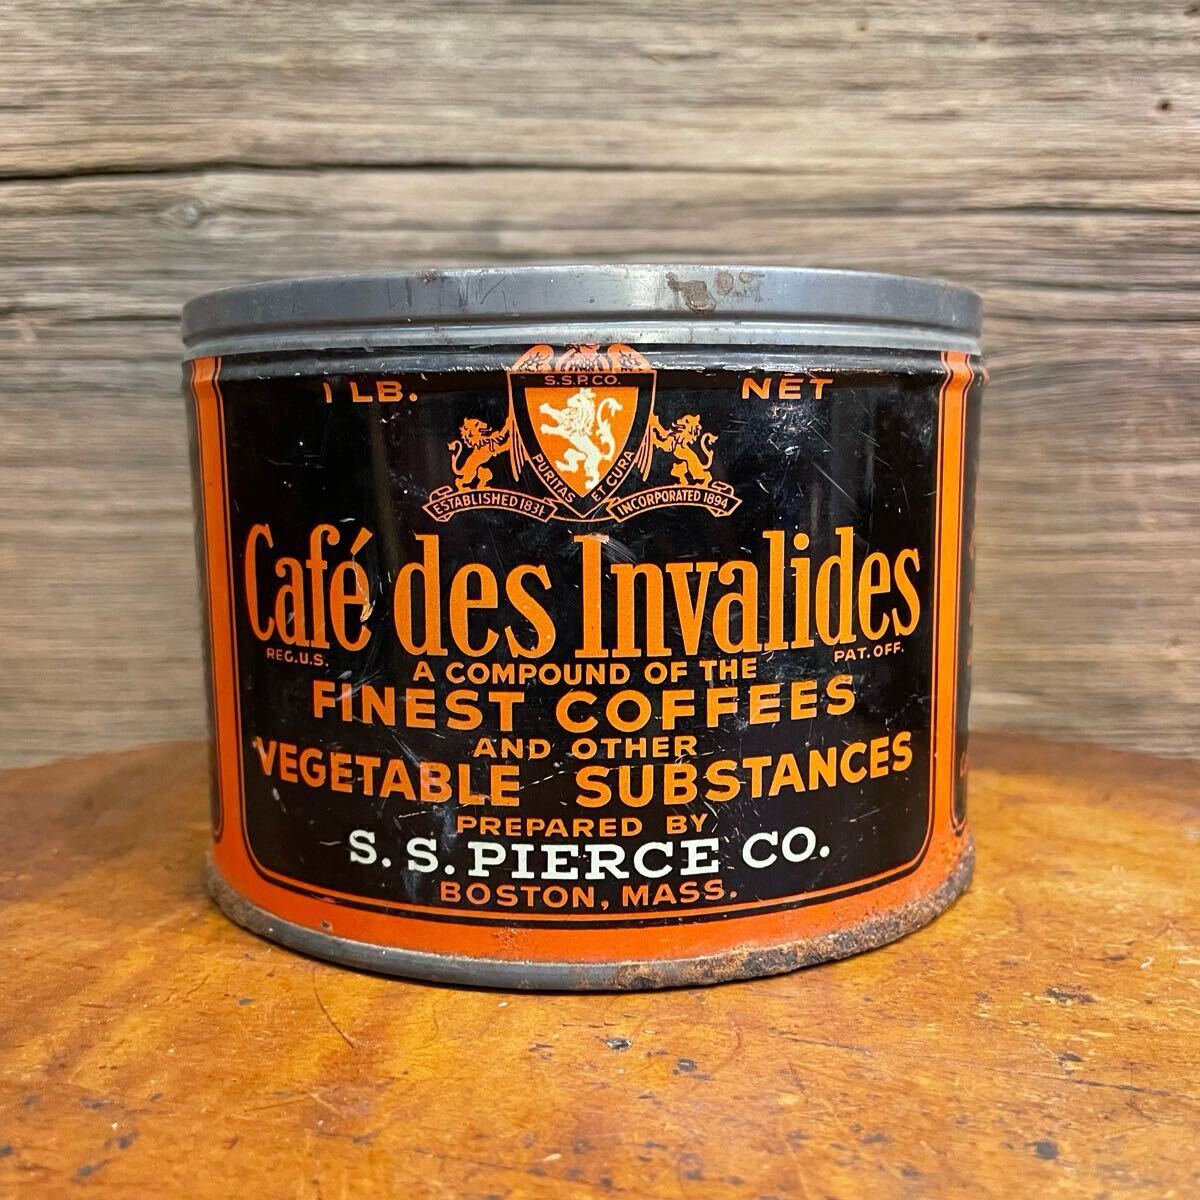 1 LB. NET
S.S.P.CO.
PURITAS ET CURA
ESTABLISHED 1831 INCORPORATED 1894
Café des Invalides
REG.U.S. PAT.OFF.
A COMPOUND OF THE
FINEST COFFEES
AND OTHER
VEGETABLE SUBSTANCES
PREPARED BY
S. S. PIERCE CO.
BOSTON, MASS.